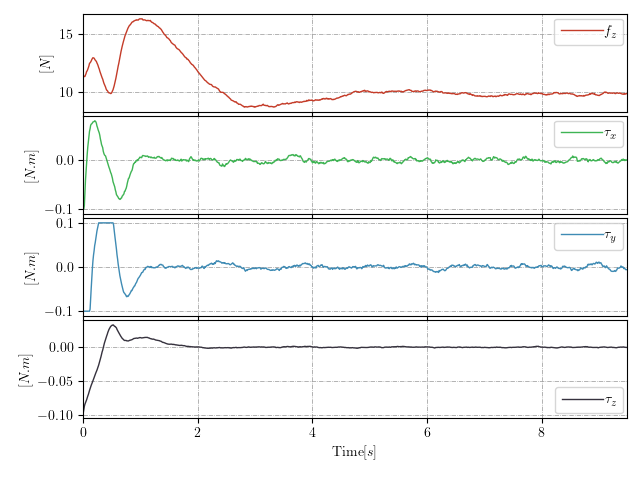 15
10
[N]
f_z
0.0
−0.1
[N.m]
τ_x
0.1
0.0
−0.1
[N.m]
τ_y
0.00
−0.05
−0.10
[N.m]
τ_z
0 2 4 6 8
Time[s]